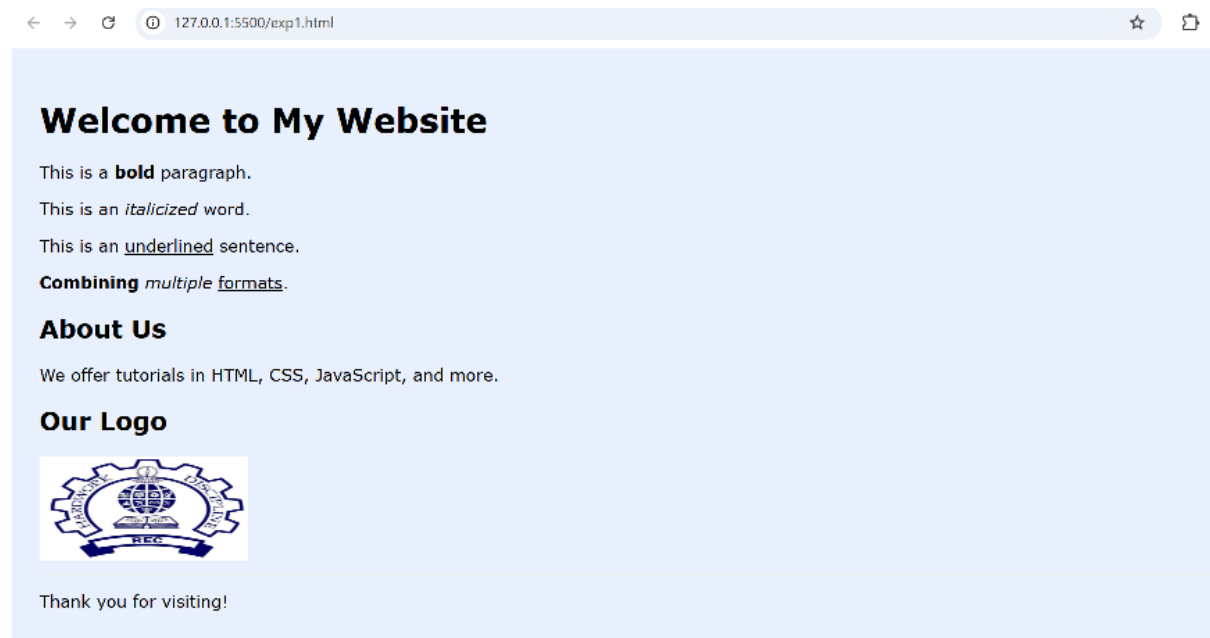 127.0.0.1:5500/exp1.html
Welcome to My Website
This is a bold paragraph.
This is an italicized word.
This is an underlined sentence.
Combining multiple formats.
About Us
We offer tutorials in HTML, CSS, JavaScript, and more.
Our Logo
HARDWORK DISCIPLINE
REC
Thank you for visiting!